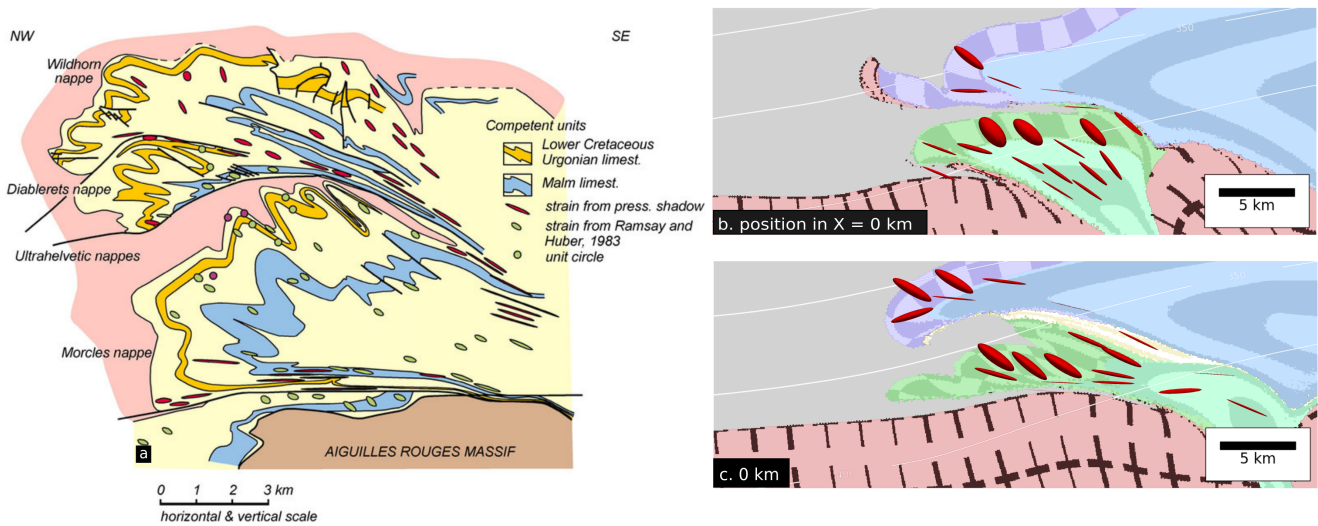 NW
SE
Wildhorn
nappe
Diablerets nappe
Ultrahelvetic nappes
Morcles nappe
Competent units
Lower Cretaceous
Urgonian limest.
Malm limest.
strain from press. shadow
strain from Ramsay and
Huber, 1983
unit circle
AIGUILLES ROUGES MASSIF
a
0 1 2 3 km
horizontal & vertical scale
350
5 km
b. position in X = 0 km
350
5 km
c. 0 km